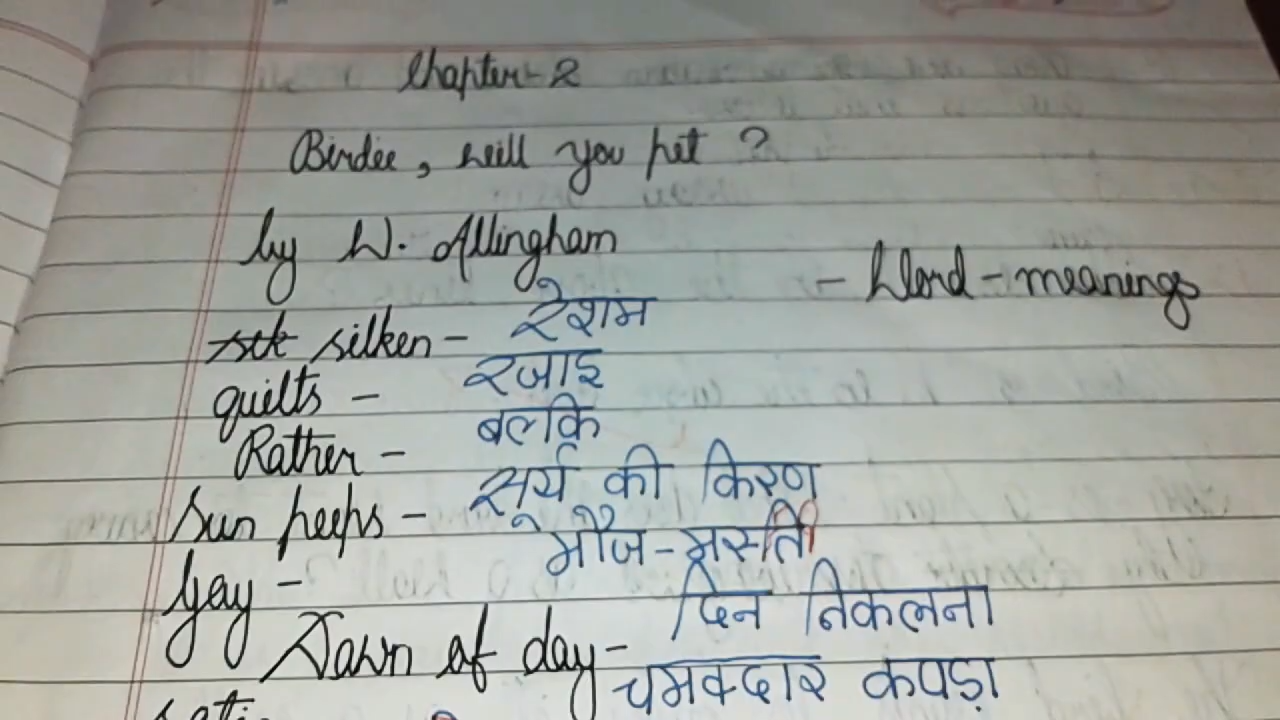 Chapter-2
Birdie, will you pet ?
by W. Allingham
- Word - meanings
silken - रेशम
quilts - रजाइ
Rather - बलकि
Sun peeps - सूर्य की किरण
Gay - मौज-मस्ती
Dawn of day - दिन निकलना
चमकदार कपड़ा